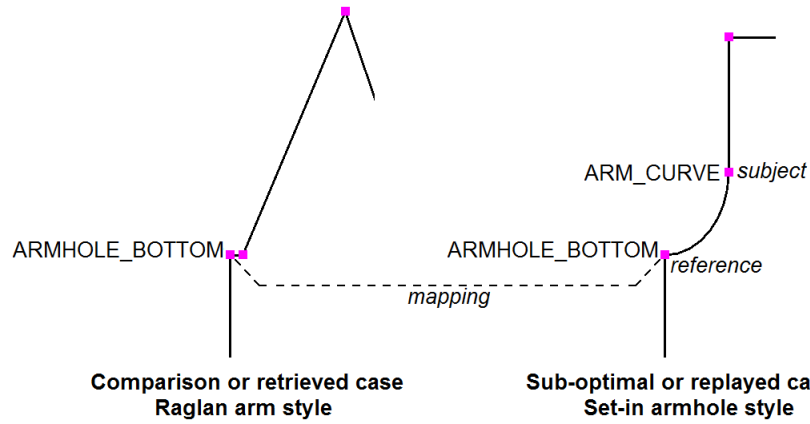 ARM_CURVE subject
ARMHOLE_BOTTOM
ARMHOLE_BOTTOM
reference
mapping
Comparison or retrieved case
Raglan arm style
Sub-optimal or replayed ca
Set-in armhole style